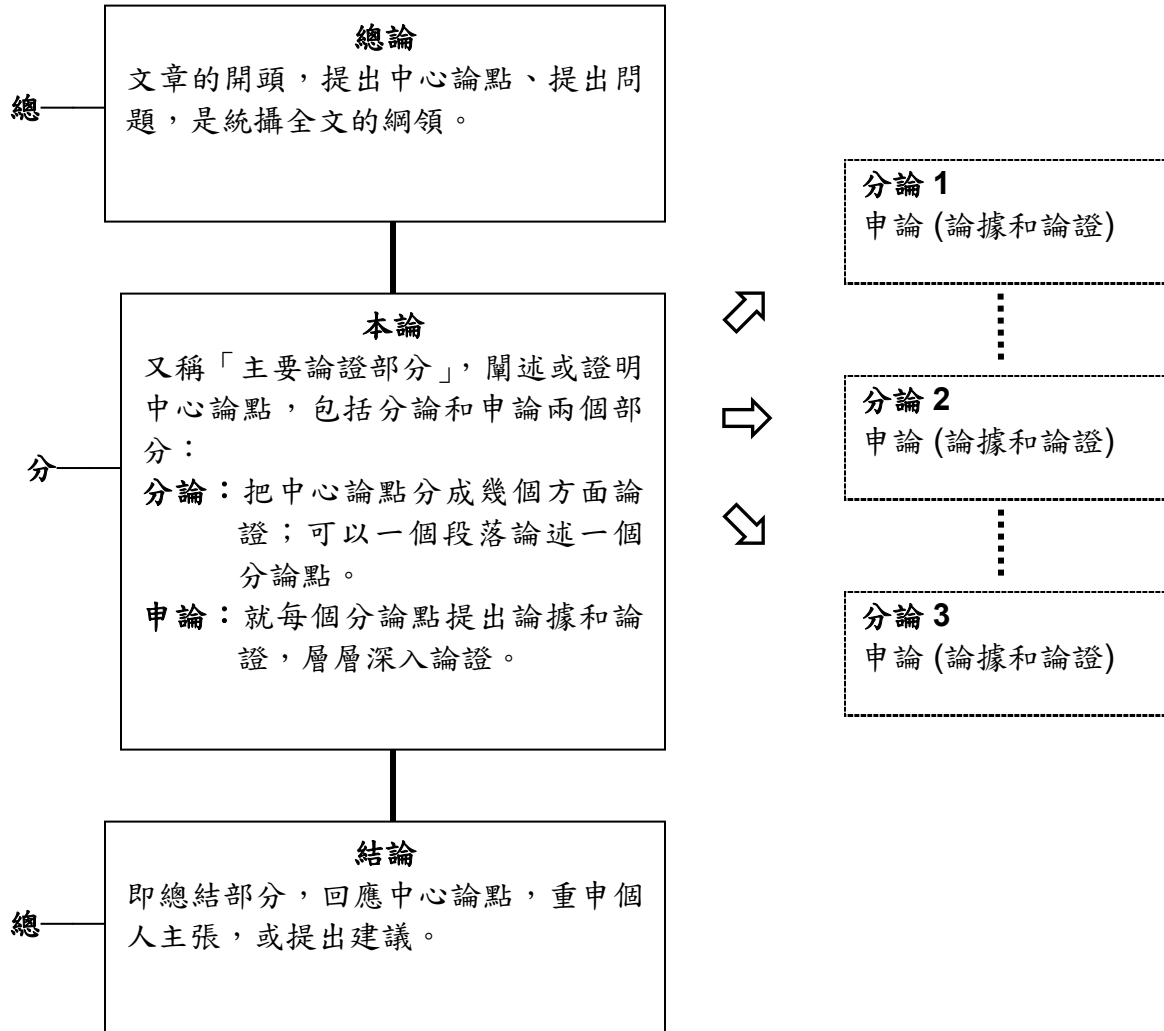 總論
文章的開頭，提出中心論點、提出問
題，是統攝全文的綱領。
總
本論
又稱「主要論證部分」，闡述或證明
中心論點，包括分論和申論兩個部
分：
分論：把中心論點分成幾個方面論
證；可以一個段落論述一個
分論點。
申論：就每個分論點提出論據和論
證，層層深入論證。
分
分論 1
申論 (論據和論證)
分論 2
申論 (論據和論證)
分論 3
申論 (論據和論證)
結論
即總結部分，回應中心論點，重申個
人主張，或提出建議。
總